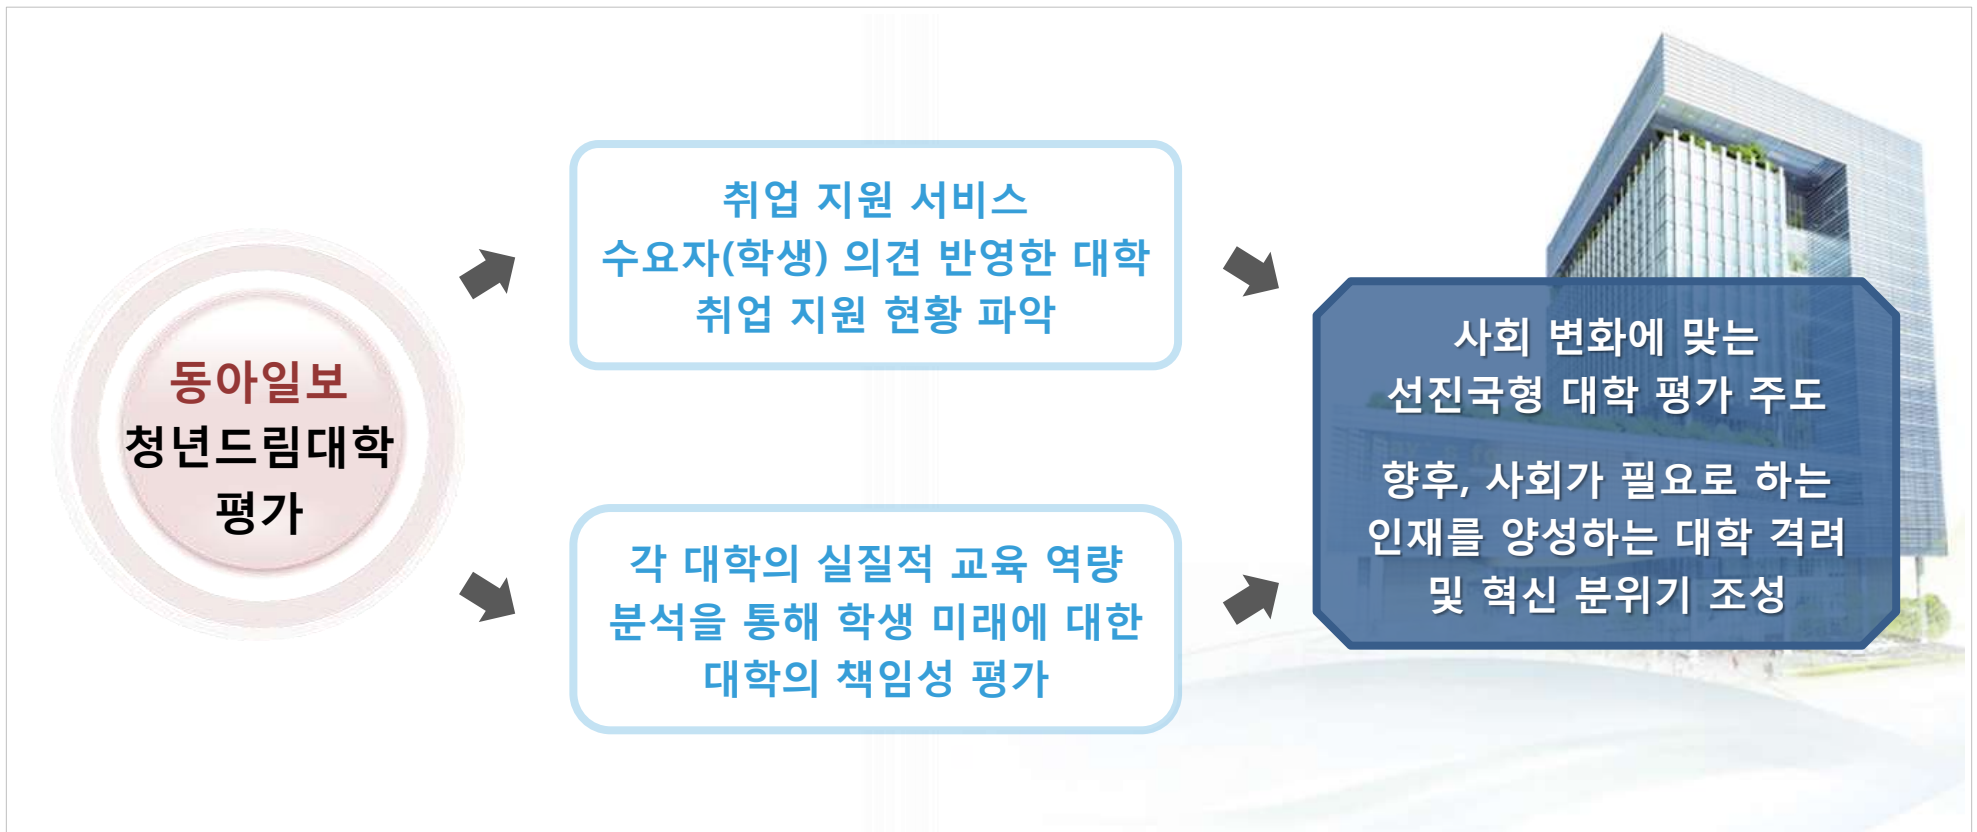 동아일보
청년드림대학
평가
취업 지원 서비스
수요자(학생) 의견 반영한 대학
취업 지원 현황 파악
각 대학의 실질적 교육 역량
분석을 통해 학생 미래에 대한
대학의 책임성 평가
사회 변화에 맞는
선진국형 대학 평가 주도
향후, 사회가 필요로 하는
인재를 양성하는 대학 격려
및 혁신 분위기 조성